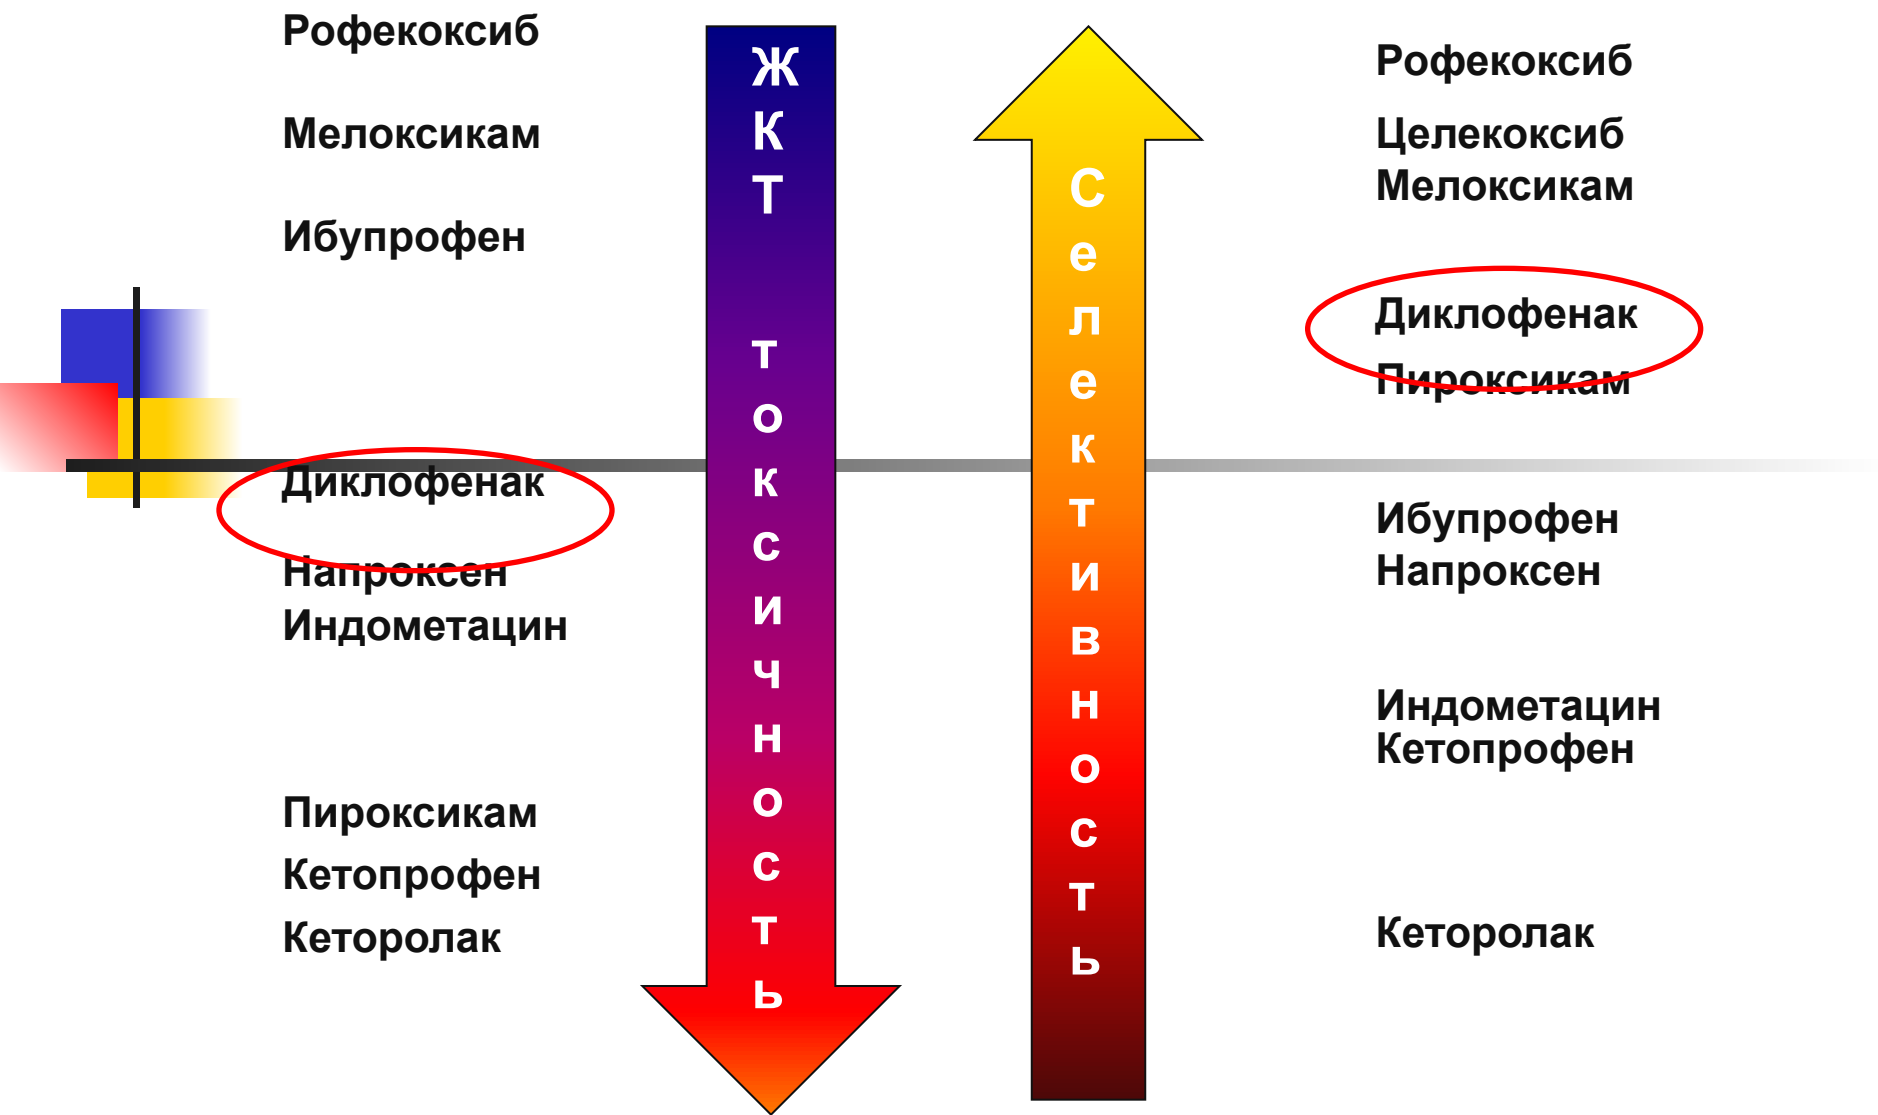 Рофекоксиб
Мелоксикам
Ибупрофен
Диклофенак
Напроксен
Индометацин
Пироксикам
Кетопрофен
Кеторолак
ЖКТ токсичность
Селективность
Рофекоксиб
Целекоксиб
Мелоксикам
Диклофенак
Пироксикам
Ибупрофен
Напроксен
Индометацин
Кетопрофен
Кеторолак